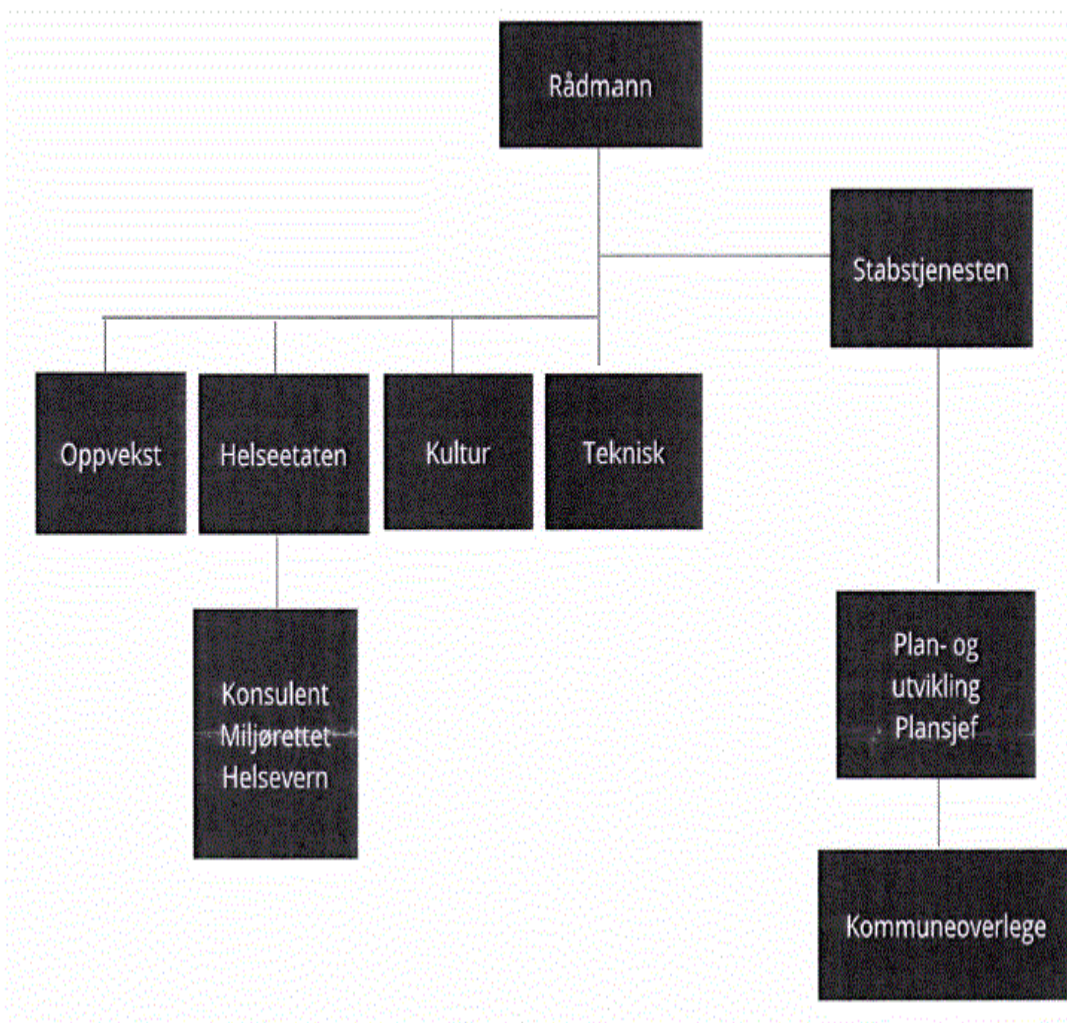 Rådmann
Stabstjenesten
Oppvekst
Helseetaten
Kultur
Teknisk
Konsulent
Miljørettet
Helsevern
Plan- og
utvikling
Plansjef
Kommuneoverlege